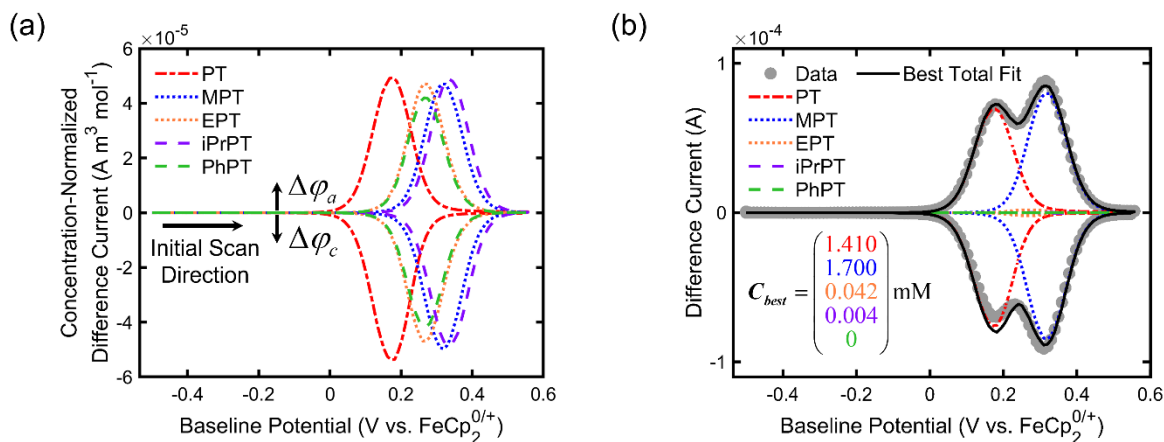 (a)
×10⁻⁵
6
4
2
0
-2
-4
-6
Concentration-Normalized
Difference Current (A m³ mol⁻¹)
PT
MPT
EPT
iPrPT
PhPT
Δφₐ
Δφ_c
Initial Scan
Direction
-0.4 -0.2 0 0.2 0.4 0.6
Baseline Potential (V vs. FeCp₂⁰ᐟ⁺)
(b)
×10⁻⁴
1
0
-1
Difference Current (A)
Data Best Total Fit
PT
MPT
EPT
iPrPT
PhPT
1.410
1.700
C_best = 0.042 mM
0.004
0
-0.4 -0.2 0 0.2 0.4 0.6
Baseline Potential (V vs. FeCp₂⁰ᐟ⁺)